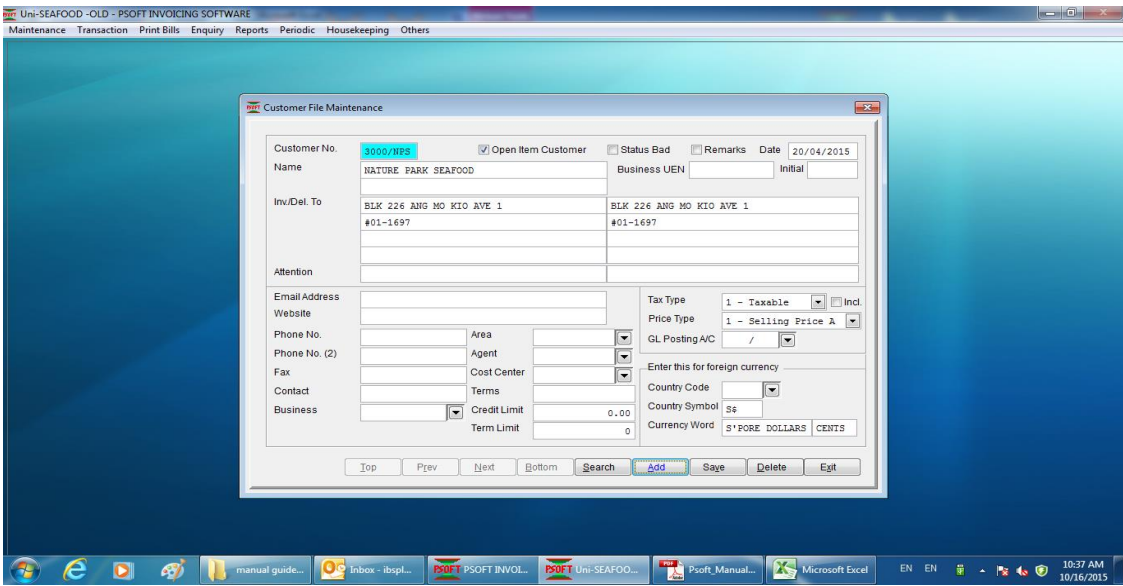 Uni-SEAFOOD -OLD - PSOFT INVOICING SOFTWARE
Maintenance Transaction Print Bills Enquiry Reports Periodic Housekeeping Others
PSOFT Customer File Maintenance
Customer No. 3000/NPS Open Item Customer Status Bad Remarks Date 20/04/2015
Name NATURE PARK SEAFOOD Business UEN Initial
Inv./Del. To BLK 226 ANG MO KIO AVE 1 BLK 226 ANG MO KIO AVE 1
#01-1697 #01-1697
Attention
Email Address Tax Type 1 - Taxable Incl.
Website Price Type 1 - Selling Price A
Phone No. Area GL Posting A/C /
Phone No. (2) Agent
Fax Cost Center Enter this for foreign currency
Contact Terms Country Code
Business Credit Limit 0.00 Country Symbol S$
Term Limit 0 Currency Word S'PORE DOLLARS CENTS
Top Prev Next Bottom Search Add Save Delete Exit
manual guide... Inbox - ibspl... PSOFT PSOFT INVOI... PSOFT Uni-SEAFOO... PDF Psoft_Manual... Microsoft Excel EN EN 10:37 AM
10/16/2015